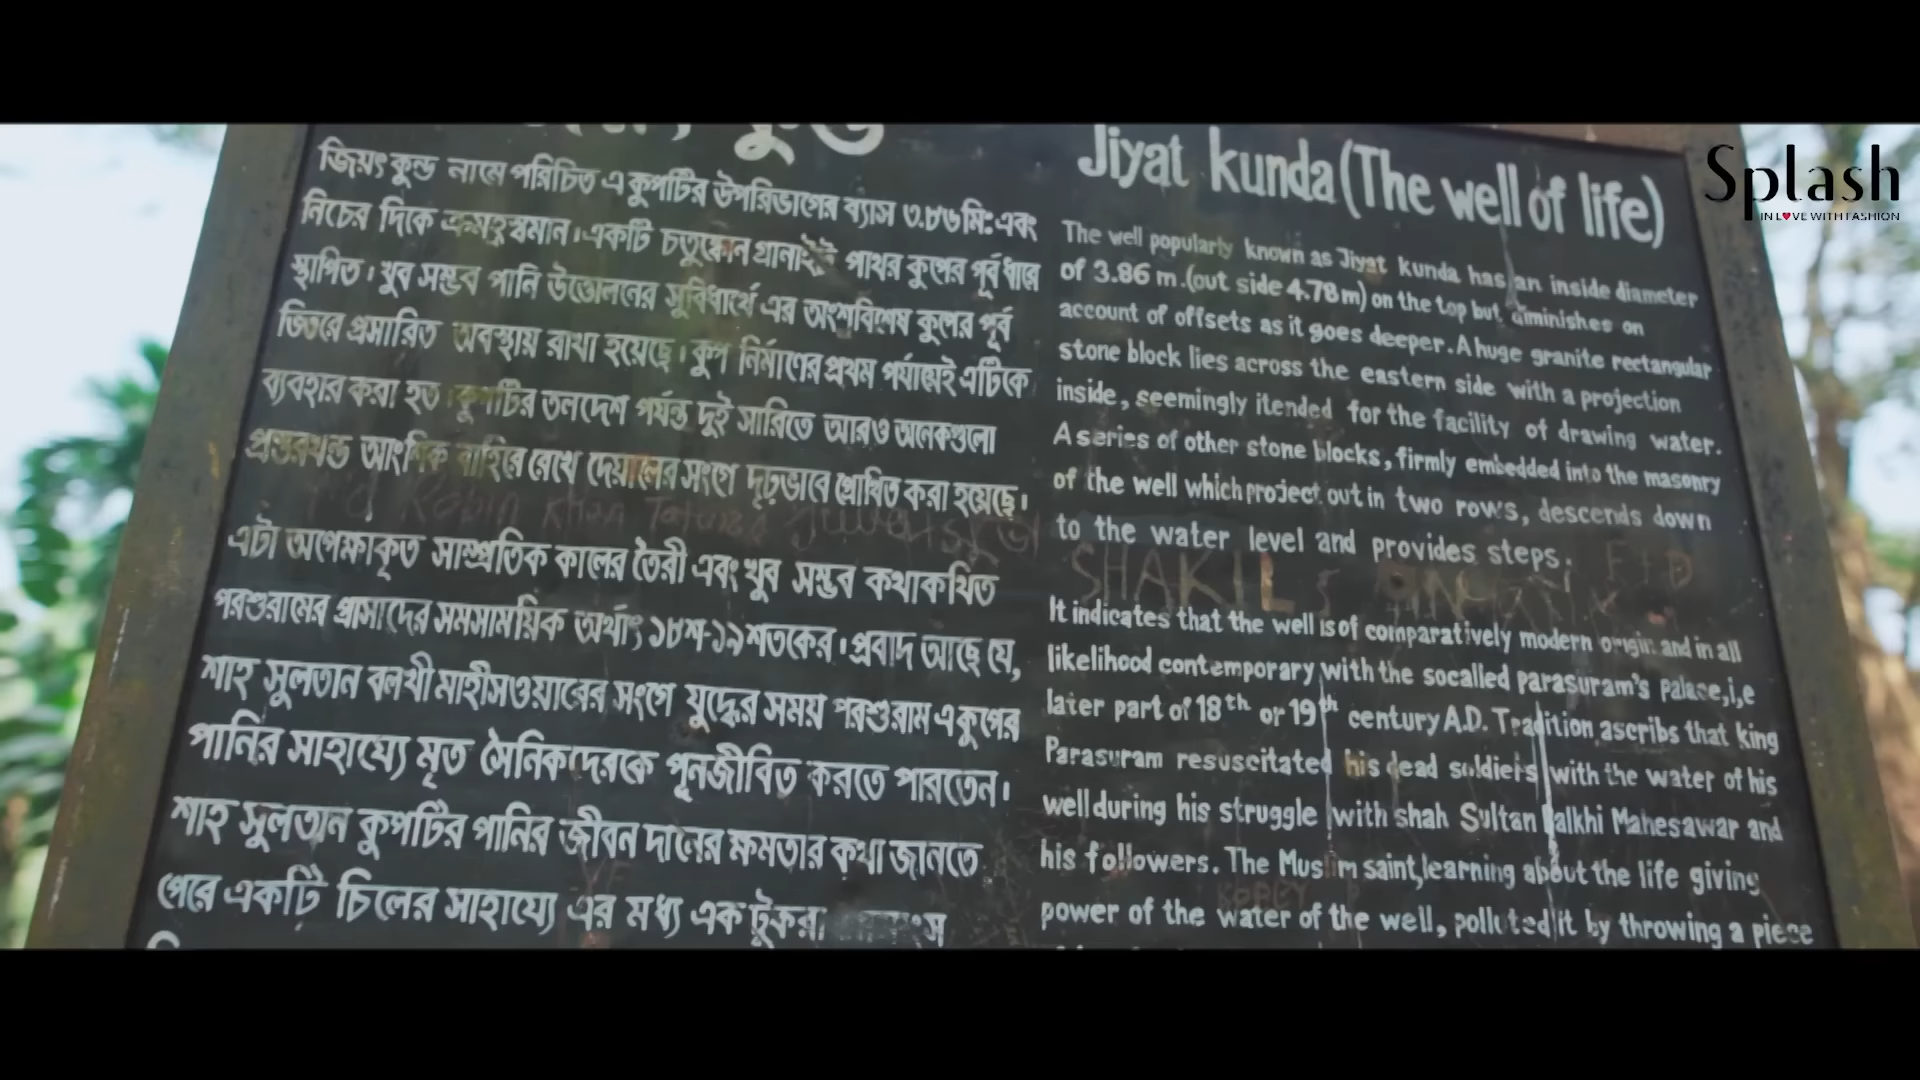 জিয়ৎ কুন্ড নামে পরিচিত এ কুপটির উপরিভাগের ব্যাস ৩.৮৬মি:এবং
নিচের দিকে ক্রমহ্রস্বমান। একটি চতুষ্কোন গ্রানাইট পাথর কুপের পূর্ব ধারে
স্থাপিত। খুব সম্ভব পানি উত্তোলনের সুবিধার্থে এর অংশবিশেষ কুপের পূর্ব
ভিতরে প্রসারিত অবস্থায় রাখা হয়েছে। কুপ নির্মাণের প্রথম পর্যায়েই এটিকে
ব্যবহার করা হত। কুপটির তলদেশ পর্যন্ত দুই সারিতে আরও অনেকগুলো
প্রস্তরখন্ড আংশিক বাহিরে রেখে দেয়ালের সংগে দৃঢ়ভাবে গ্রোথিত করা হয়েছে।
Robin Khan
এটা অপেক্ষাকৃত সাম্প্রতিক কালের তৈরী এবং খুব সম্ভব কথাকথিত
পরশুরামের প্রাসাদের সমসাময়িক অর্থাৎ ১৮শ-১৯শতকের। প্রবাদ আছে যে,
শাহ সুলতান বলখী মাহীসওয়ারের সংগে যুদ্ধের সময় পরশুরাম একুপের
পানির সাহায্যে মৃত সৈনিকদেরকে পূনজীবিত করতে পারতেন।
শাহ সুলতান কুপটির পানির জীবন দানের ক্ষমতার কথা জানতে
পেরে একটি চিলের সাহায্যে এর মধ্য এক টুকরা
Jiyat kunda (The well of life)
The well popularly known as Jiyat kunda has an inside diameter
of 3.86 m.(out side 4.78m) on the top but diminishes on
account of offsets as it goes deeper. A huge granite rectangular
stone block lies across the eastern side with a projection
inside, seemingly itended for the facility of drawing water.
A series of other stone blocks, firmly embedded into the masonry
of the well which project out in two rows, descends down
to the water level and provides steps.
SHAKIL
It indicates that the well is of comparatively modern origin and in all
likelihood contemporary with the socalled parasuram's palace,i,e
later part of 18th or 19th century A.D. Tradition ascribs that king
Parasuram resuscitated his dead soldiers with the water of his
well during his struggle with shah Sultan Balkhi Mahesawar and
his followers. The Muslim saint, learning about the life giving
power of the water of the well, polluted it by throwing a piece
Splash
IN LOVE WITH FASHION